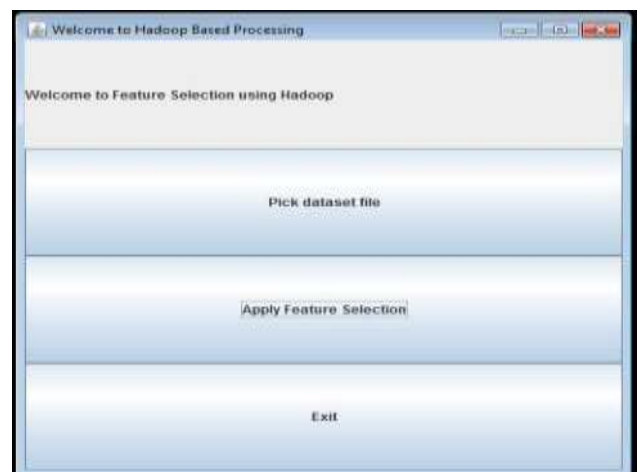 Welcome to Hadoop Based Processing
Welcome to Feature Selection using Hadoop
Pick dataset file
Apply Feature Selection
Exit